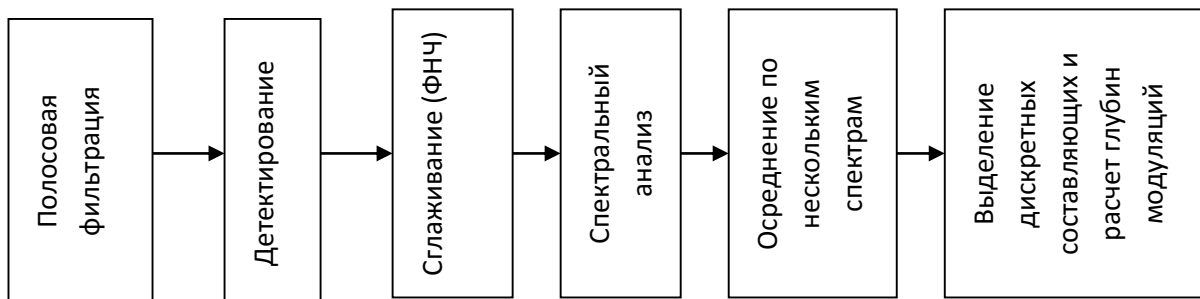 Полосовая
фильтрация
Детектирование
Сглаживание (ФНЧ)
Спектральный
анализ
Осреднение по
нескольким
спектрам
Выделение
дискретных
составляющих и
расчет глубин
модуляций